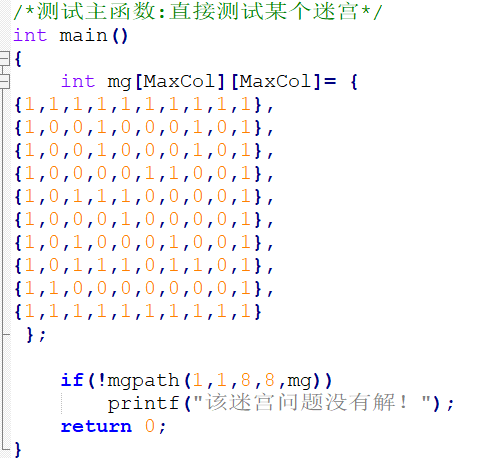 /*测试主函数:直接测试某个迷宫*/
int main()
{
int mg[MaxCol][MaxCol]= {
{1,1,1,1,1,1,1,1,1,1},
{1,0,0,1,0,0,0,1,0,1},
{1,0,0,1,0,0,0,1,0,1},
{1,0,0,0,0,1,1,0,0,1},
{1,0,1,1,1,0,0,0,0,1},
{1,0,0,0,1,0,0,0,0,1},
{1,0,1,0,0,0,1,0,0,1},
{1,0,1,1,1,0,1,1,0,1},
{1,1,0,0,0,0,0,0,0,1},
{1,1,1,1,1,1,1,1,1,1}
};
if(!mgpath(1,1,8,8,mg))
printf("该迷宫问题没有解！");
return 0;
}